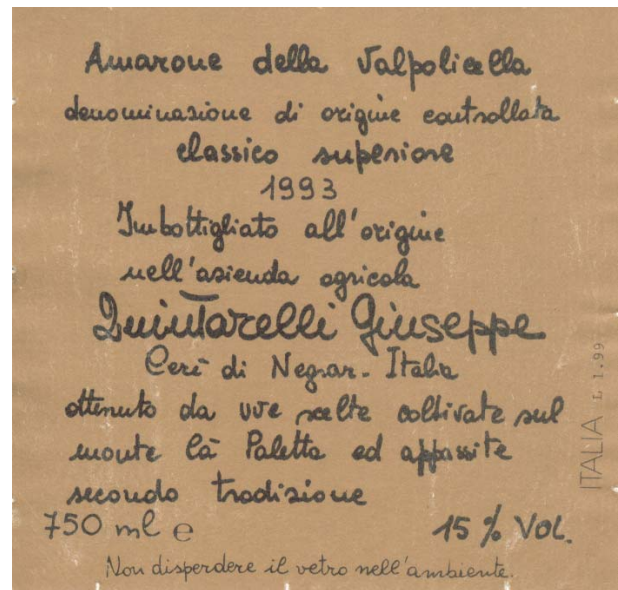 Amarone della Valpolicella
denominazione di origine controllata
classico superiore
1993
Imbottigliato all'origine
nell'azienda agricola
Quintarelli Giuseppe
Cerè di Negrar - Italia
ottenuto da uve scelte coltivate sul
monte Cà Paletta ed appassite
secondo tradizione
750 ml e
15% VOL.
Non disperdere il vetro nell'ambiente.
ITALIA L 1.99